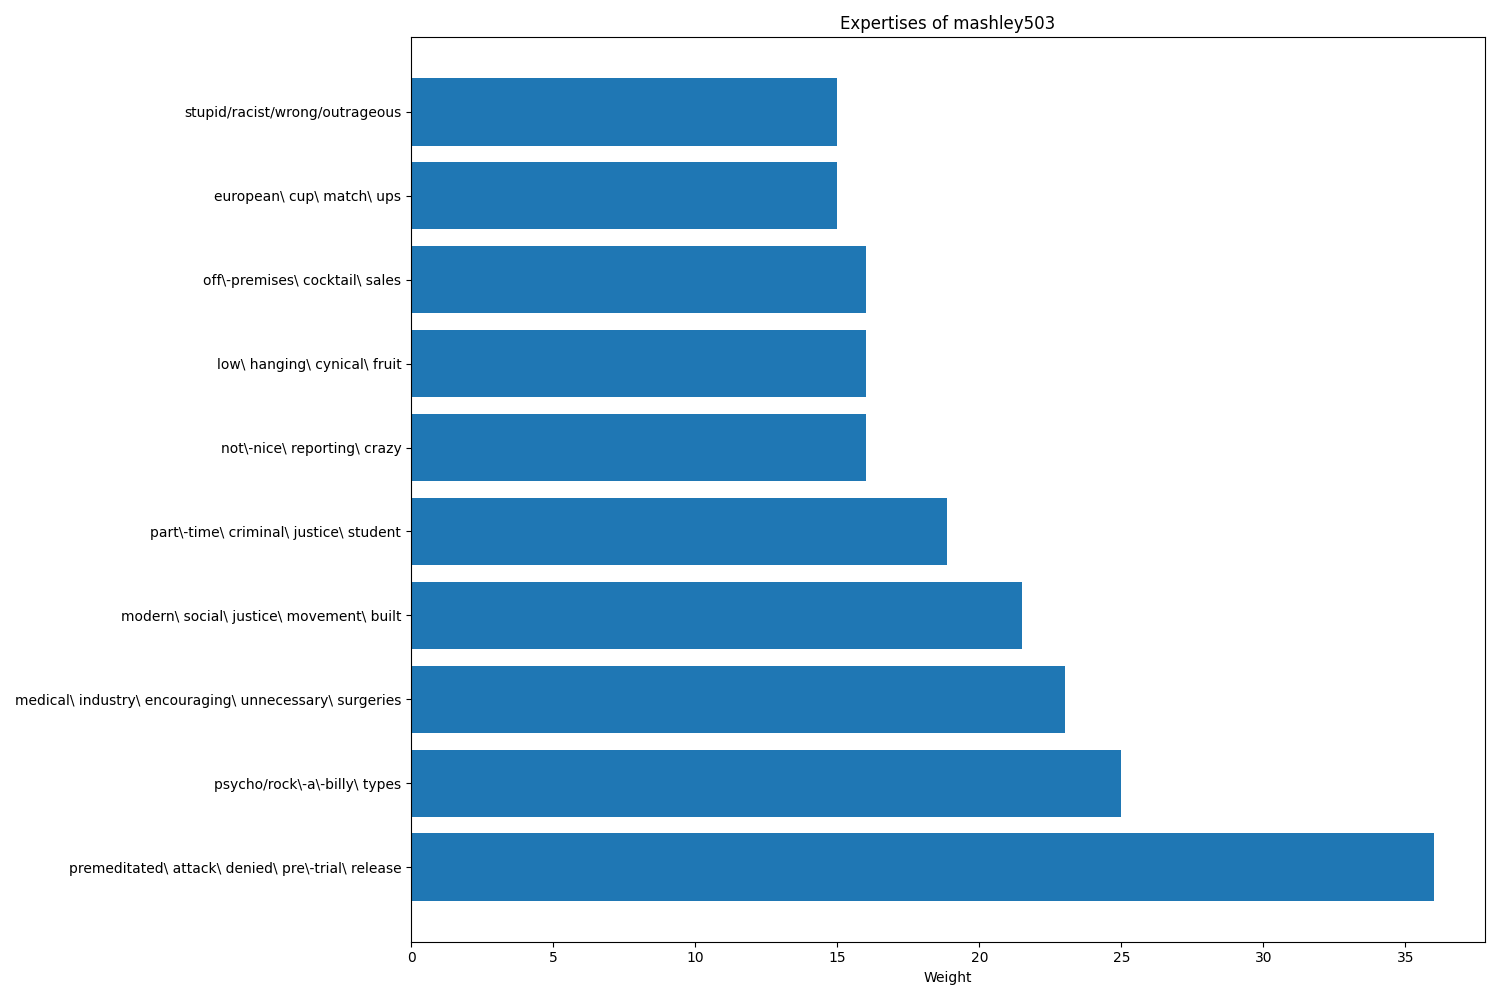 Expertises of mashley503
stupid/racist/wrong/outrageous
european\ cup\ match\ ups
off\-premises\ cocktail\ sales
low\ hanging\ cynical\ fruit
not\-nice\ reporting\ crazy
part\-time\ criminal\ justice\ student
modern\ social\ justice\ movement\ built
medical\ industry\ encouraging\ unnecessary\ surgeries
psycho/rock\-a\-billy\ types
premeditated\ attack\ denied\ pre\-trial\ release
0 5 10 15 20 25 30 35
Weight